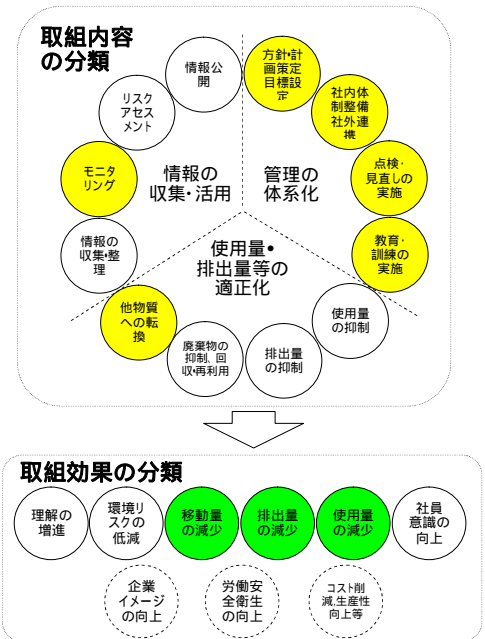 取組内容
の分類
情報公
開
方針・計
画策定
目標設
定
リスク
アセス
メント
社内体
制整備
社外連
携
モニタ
リング
情報の
収集・活用
管理の
体系化
点検・
見直しの
実施
情報の
収集・整
理
使用量・
排出量等の
適正化
教育・
訓練の
実施
他物質
への転
換
使用量
の抑制
廃棄物の
抑制、回
収・再利用
排出量
の抑制
取組効果の分類
理解の
増進
環境リ
スクの
低減
移動量
の減少
排出量
の減少
使用量
の減少
社員
意識の
向上
企業
イメージ
の向上
労働安
全衛生
の向上
コスト削
減,生産性
向上等